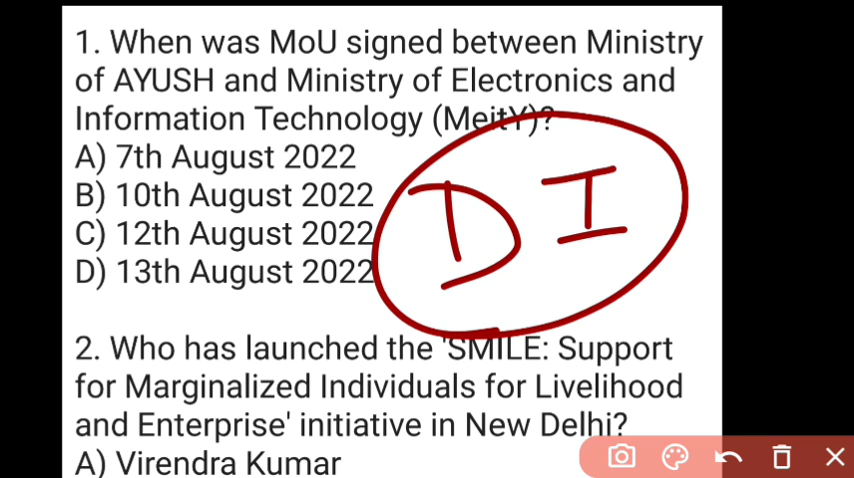 1. When was MoU signed between Ministry
of AYUSH and Ministry of Electronics and
Information Technology (MeitY)?
A) 7th August 2022
B) 10th August 2022
C) 12th August 2022
D) 13th August 2022
D I
2. Who has launched the 'SMILE: Support
for Marginalized Individuals for Livelihood
and Enterprise' initiative in New Delhi?
A) Virendra Kumar